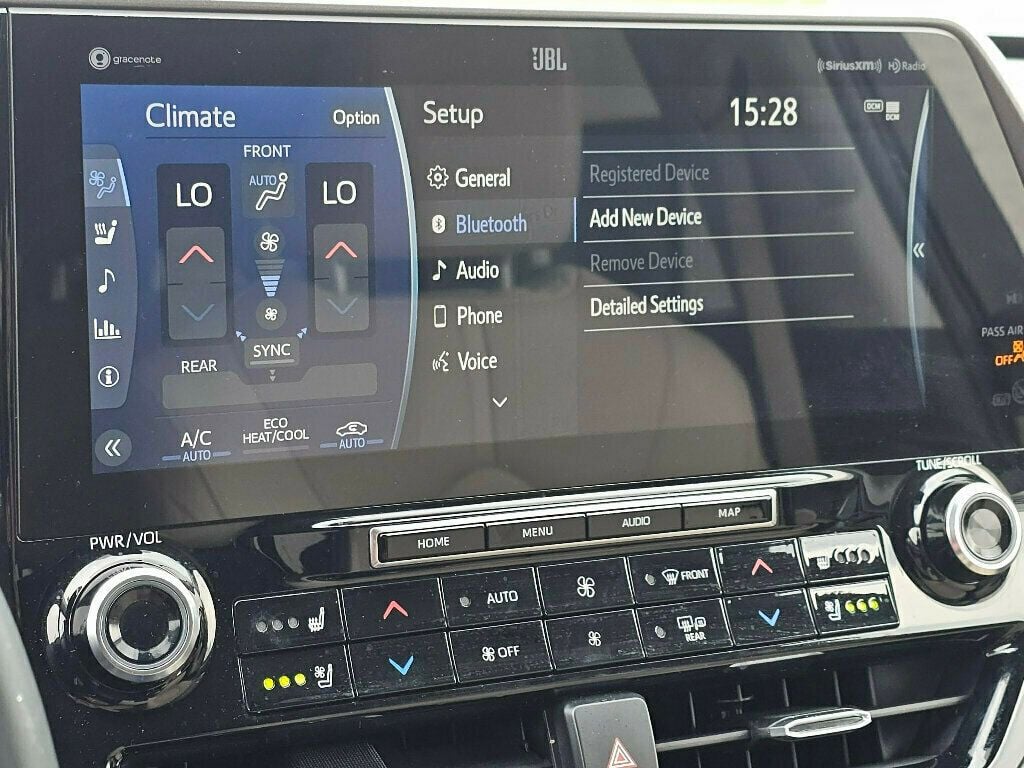 gracenote
JBL
SiriusXM
HD Radio
Climate
Option
FRONT
LO
AUTO
LO
SYNC
REAR
A/C
AUTO
ECO
HEAT/COOL
AUTO
Setup
15:28
DCM
DCM
General
Bluetooth
Audio
Phone
Voice
Registered Device
Add New Device
Remove Device
Detailed Settings
PASS AIR
OFF
PWR/VOL
TUNE/SCROLL
HOME
MENU
AUDIO
MAP
AUTO
FRONT
OFF
REAR